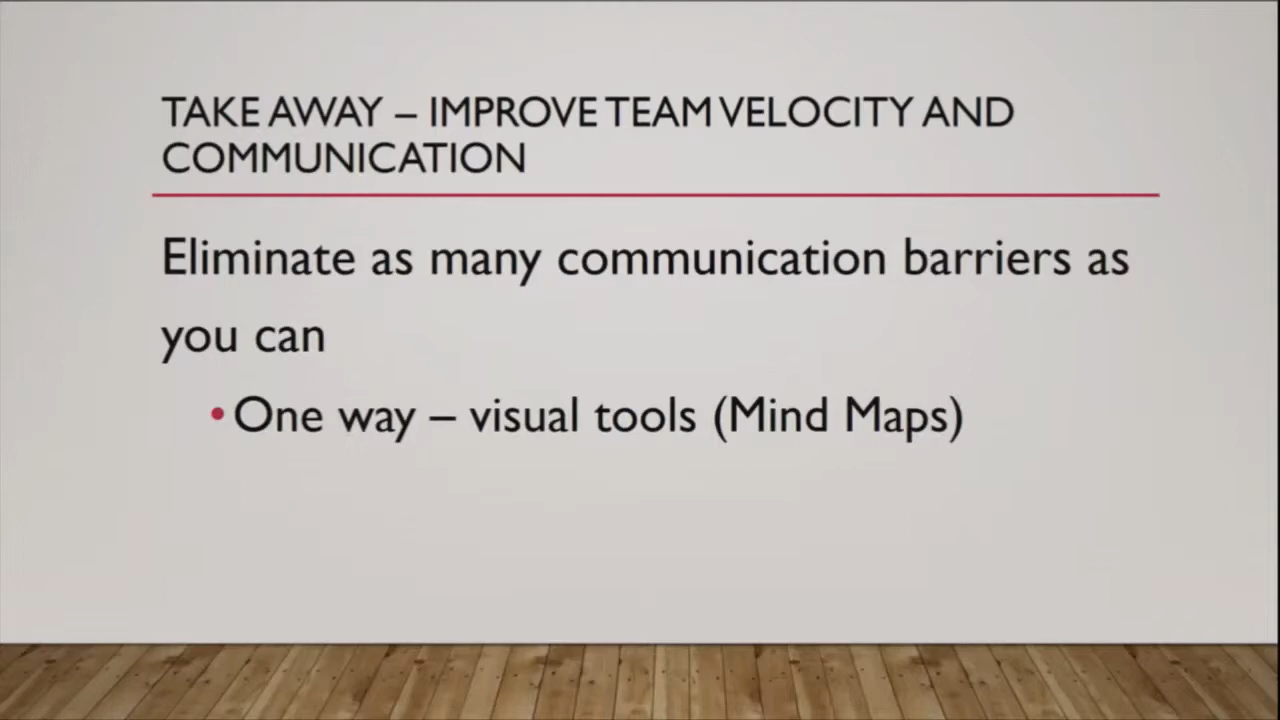 TAKE AWAY – IMPROVE TEAM VELOCITY AND
COMMUNICATION
Eliminate as many communication barriers as
you can
•One way – visual tools (Mind Maps)